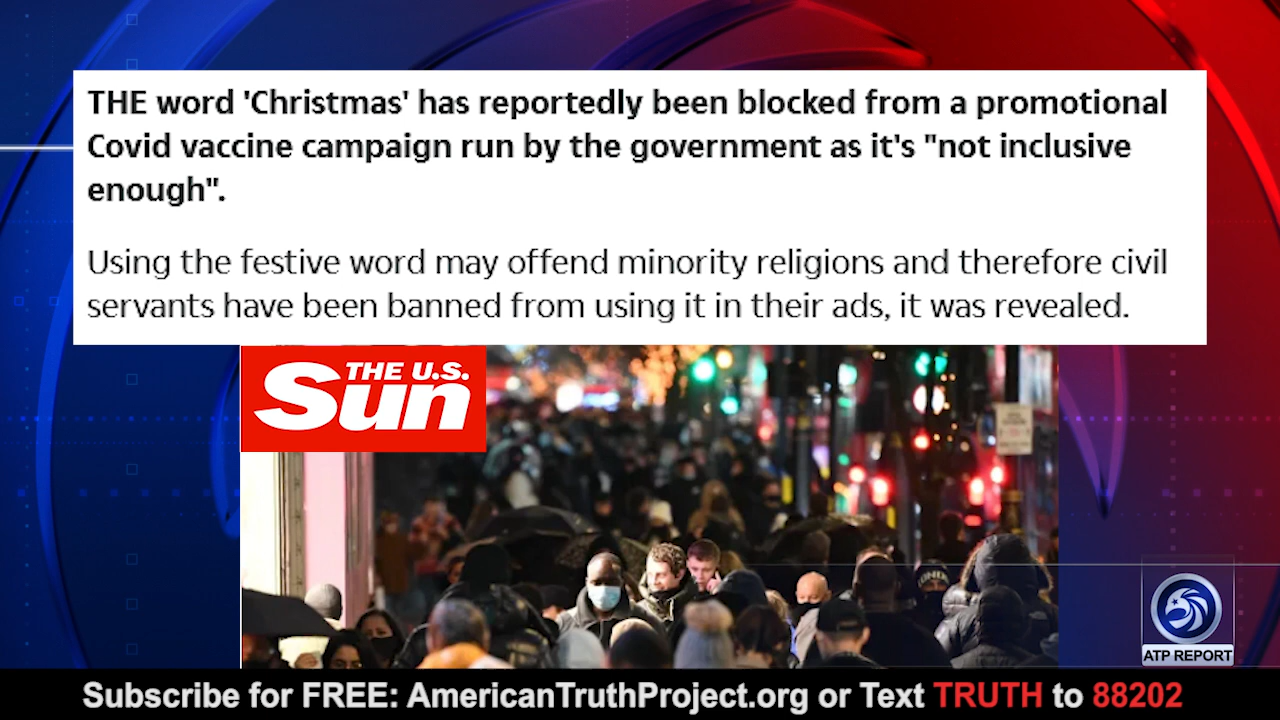 THE word 'Christmas' has reportedly been blocked from a promotional
Covid vaccine campaign run by the government as it's "not inclusive
enough".
Using the festive word may offend minority religions and therefore civil
servants have been banned from using it in their ads, it was revealed.
THE U.S.
Sun
ATP REPORT
Subscribe for FREE: AmericanTruthProject.org or Text TRUTH to 88202